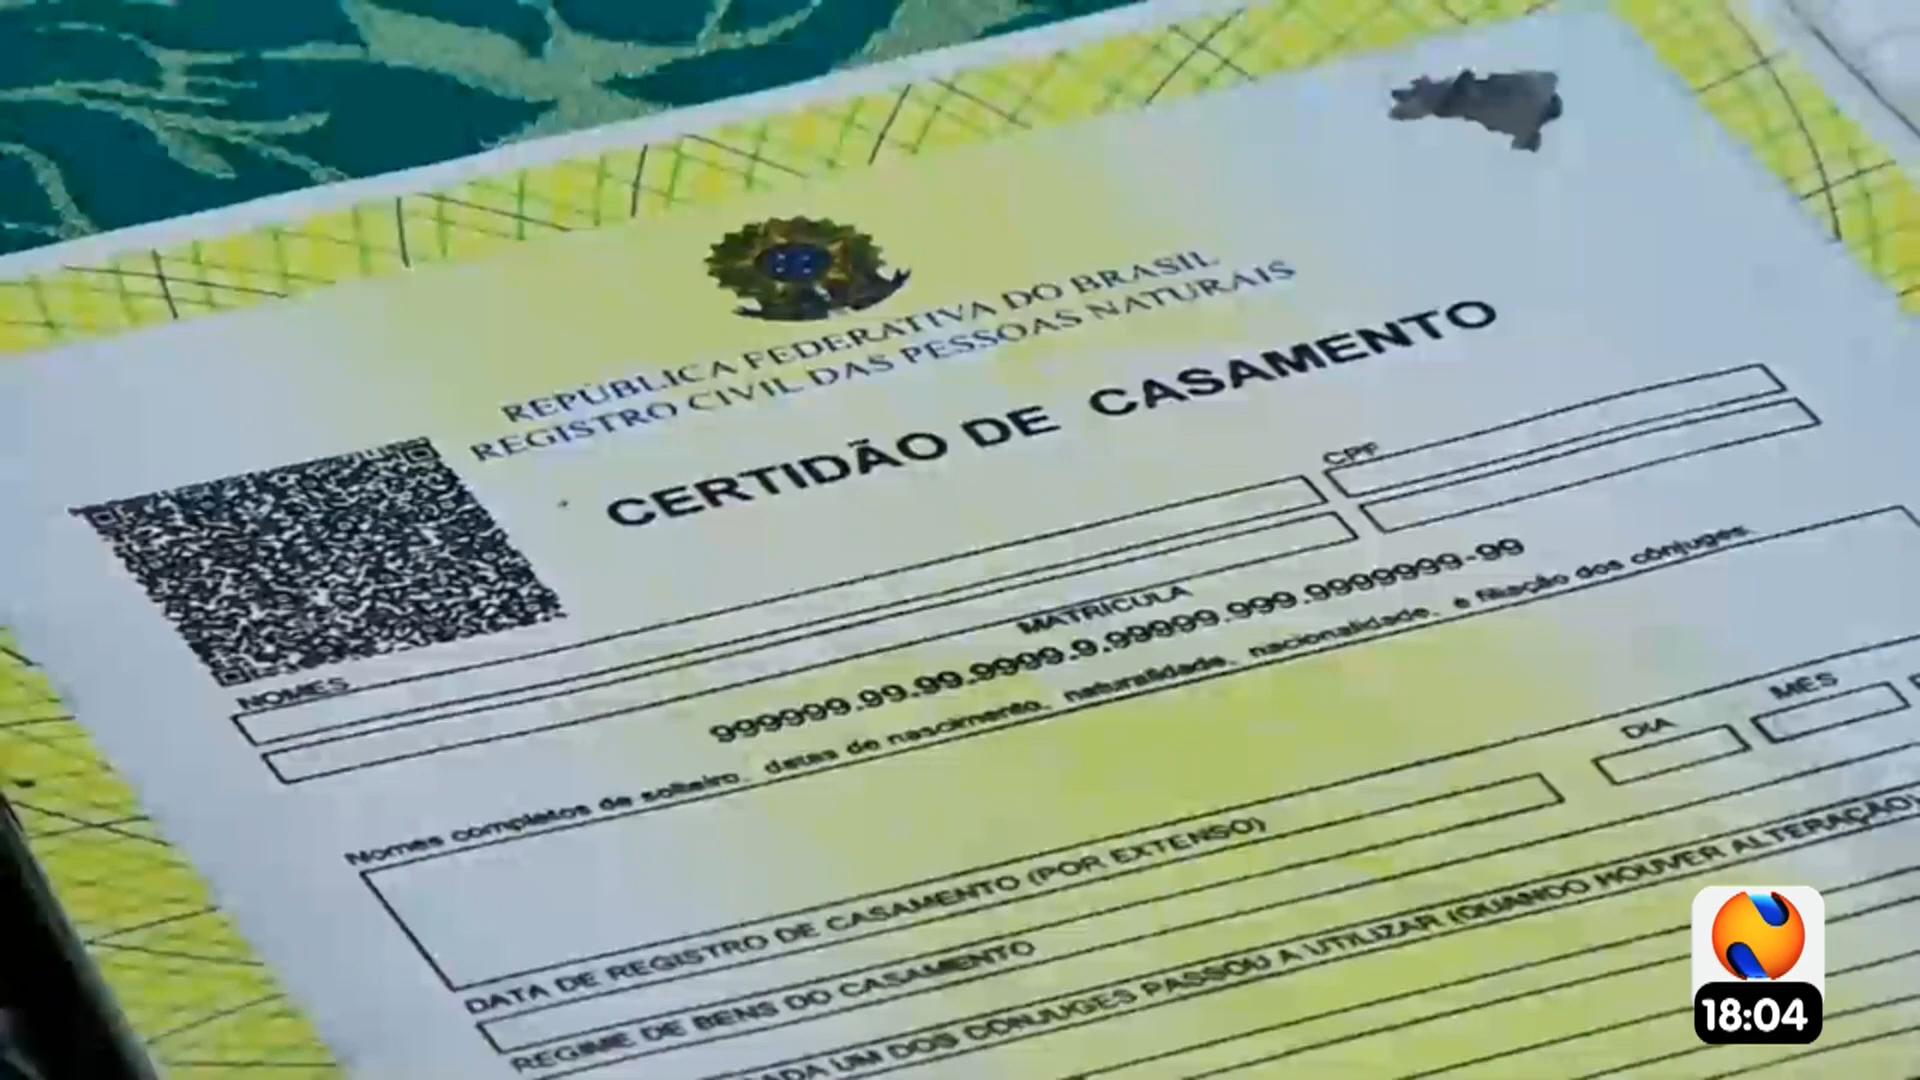 REPÚBLICA FEDERATIVA DO BRASIL
REGISTRO CIVIL DAS PESSOAS NATURAIS
CERTIDÃO DE CASAMENTO
NOMES
CPF
MATRÍCULA
999999.99.99.9999.9.99999.999.9999999-99
Nomes completos de solteiro, datas de nascimento, naturalidade, nacionalidade, e filiação dos cônjuges
DATA DE REGISTRO DE CASAMENTO (POR EXTENSO)
DIA
MÊS
REGIME DE BENS DO CASAMENTO
UM DOS CONJUGES PASSOU A UTILIZAR (QUANDO HOUVER ALTERAÇÃO)
18:04